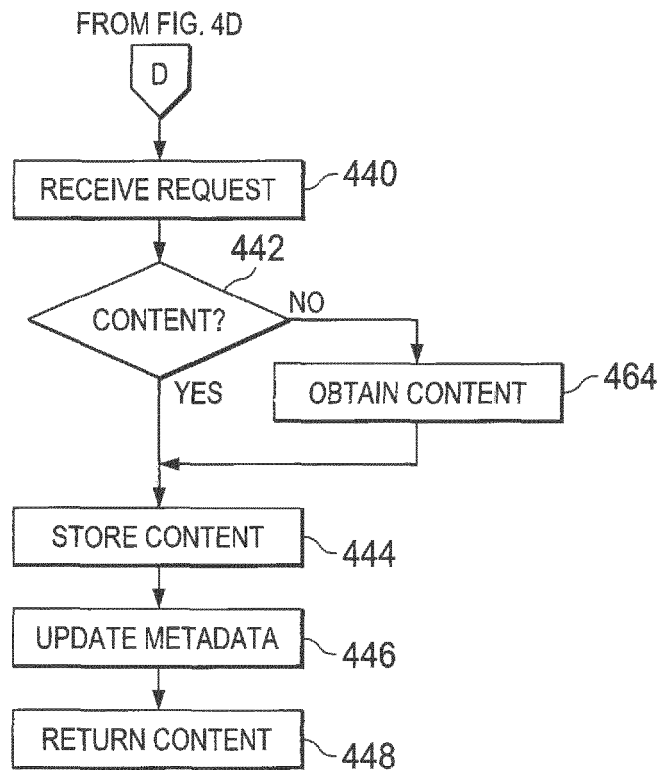 FROM FIG. 4D
D
RECEIVE REQUEST
440
442
CONTENT?
NO
YES
OBTAIN CONTENT
464
STORE CONTENT
444
UPDATE METADATA
446
RETURN CONTENT
448